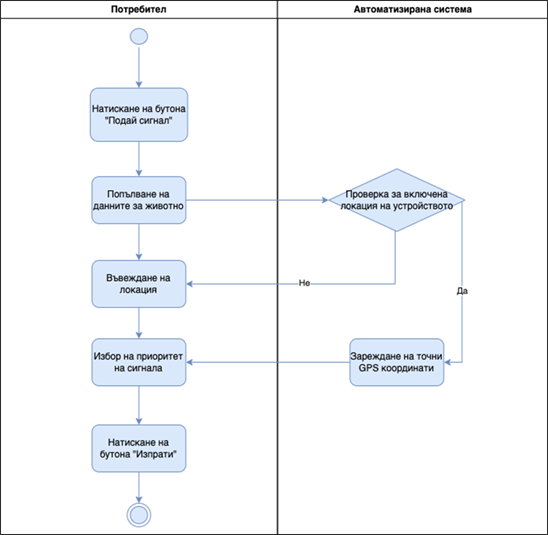 Потребител
Автоматизирана система
Натискане на бутона
"Подай сигнал"
Попълване на
данните за животно
Проверка за включена
локация на устройството
Въвеждане на
локация
Не
Да
Избор на приоритет
на сигнала
Зареждане на точни
GPS координати
Натискане на
бутона "Изпрати"